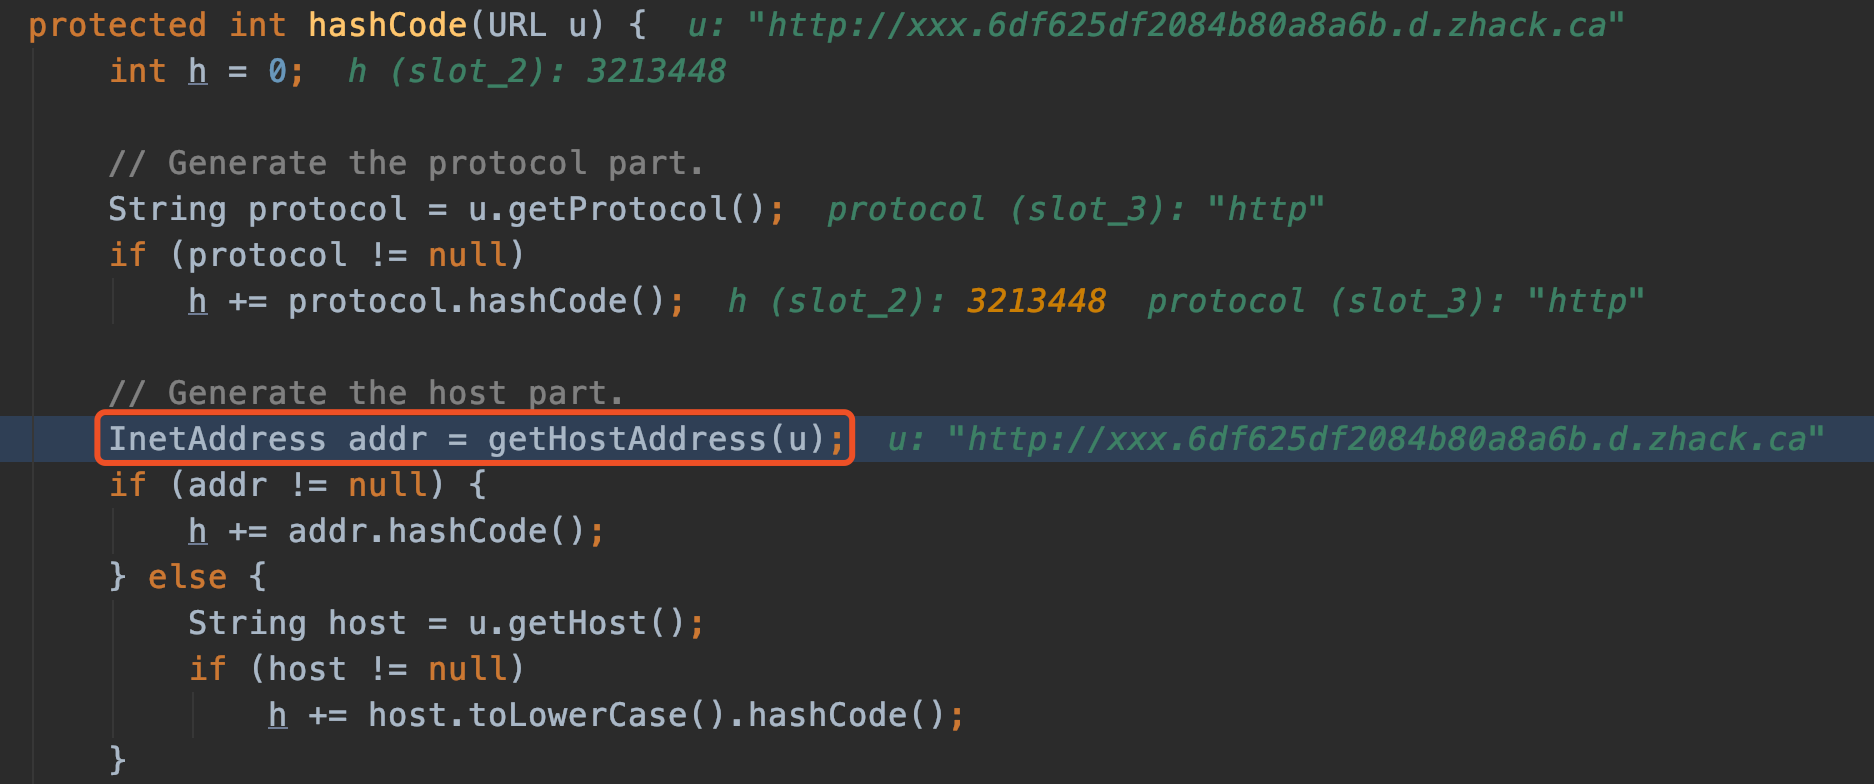 protected int hashCode(URL u) {  u: "http://xxx.6df625df2084b80a8a6b.d.zhack.ca"
    int h = 0;  h (slot_2): 3213448

    // Generate the protocol part.
    String protocol = u.getProtocol();  protocol (slot_3): "http"
    if (protocol != null)
        h += protocol.hashCode();  h (slot_2): 3213448  protocol (slot_3): "http"

    // Generate the host part.
    InetAddress addr = getHostAddress(u);  u: "http://xxx.6df625df2084b80a8a6b.d.zhack.ca"
    if (addr != null) {
        h += addr.hashCode();
    } else {
        String host = u.getHost();
        if (host != null)
            h += host.toLowerCase().hashCode();
    }